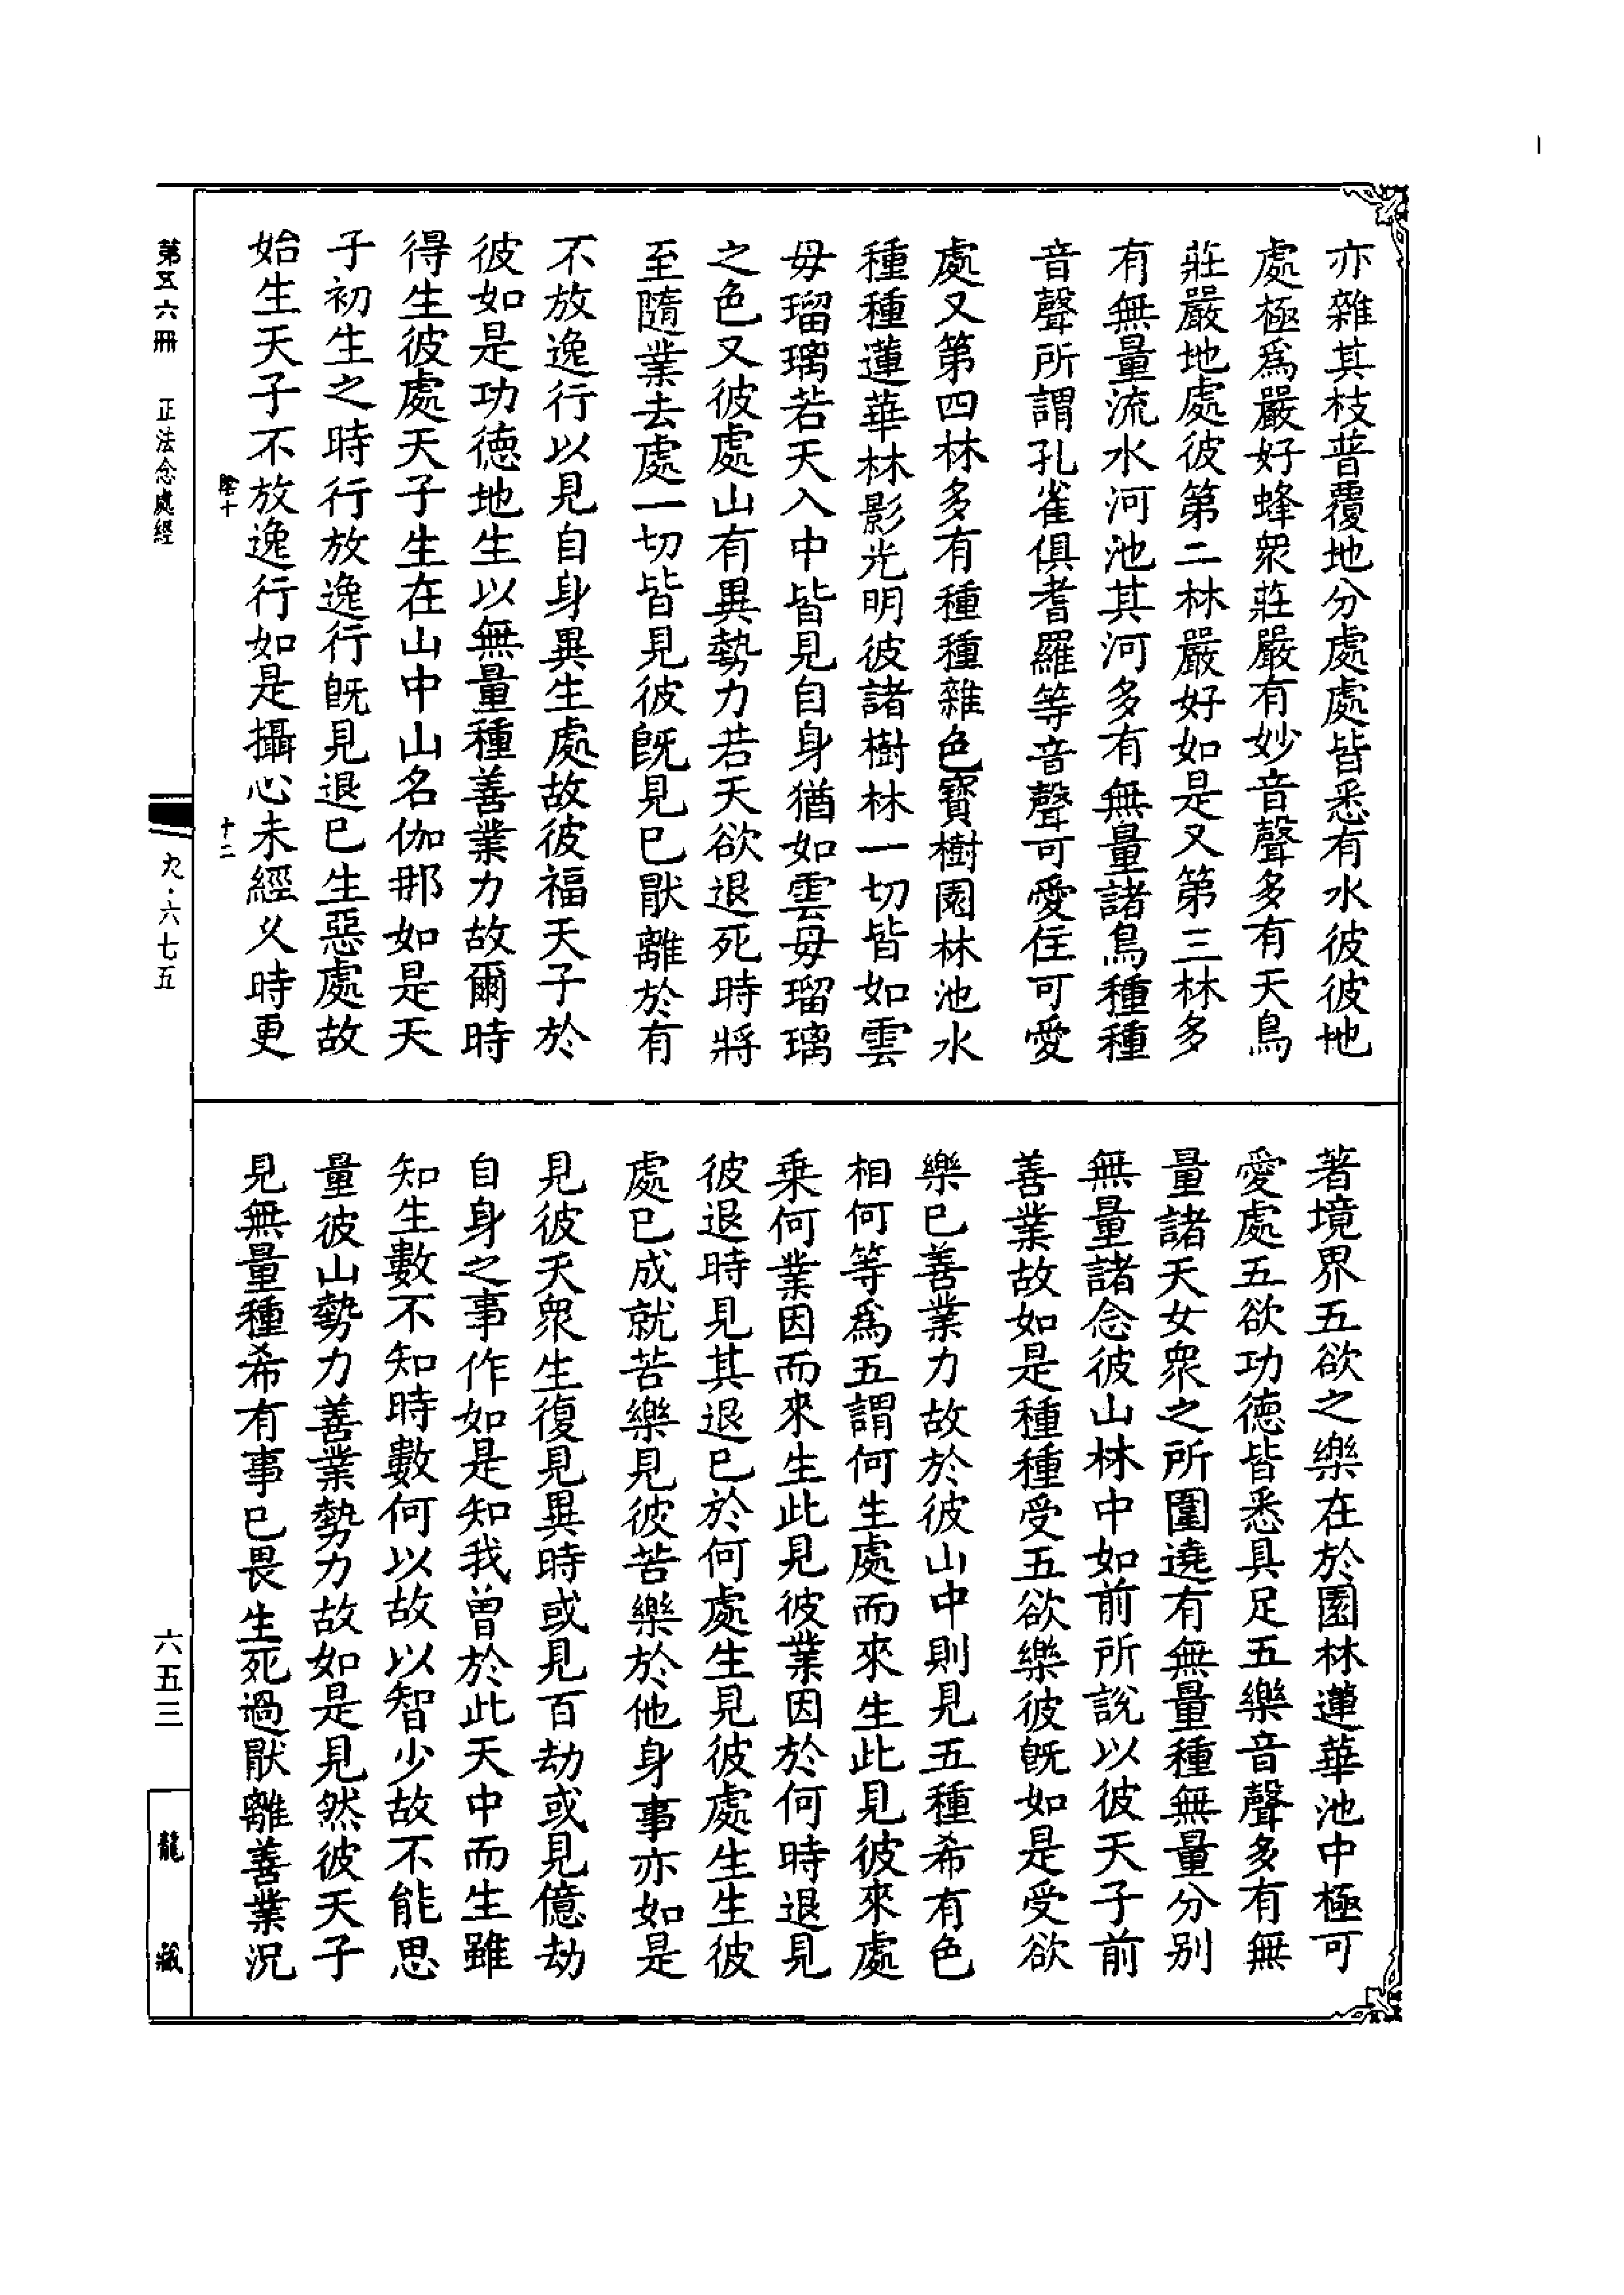 亦雜其枝普覆地分處處皆悉有水彼彼地
處極為嚴好蜂眾莊嚴有妙音聲多有天鳥
莊嚴地處彼第二林嚴好如是又第三林多
有無量流水河池其河多有無量諸鳥種種
音聲所謂孔雀俱耆羅等音聲可愛住可愛
處又第四林多有種種雜色寶樹園林池水
種種蓮華林影光明彼諸樹林一切皆如雲
毋瑠璃若天入中皆見自身猶如雲毋瑠璃
之色又彼處山有異勢力若天欲退死時將
至隨業去處一切皆見彼旣見巳猒離於有
不放逸行以見自身異生處故彼福天子於
彼如是功德地生以無量種善業力故爾時
得生彼處天子生在山中山名伽那如是天
子初生之時行放逸行旣見退巳生惡處故
始生天子不放逸行如是攝心未經久時更
著境界五欲之樂在於園林蓮華池中極可
愛處五欲功德皆悉具足五樂音聲多有無
量諸天女眾之所圍遶有無量種無量分別
無量諸念彼山林中如前所說以彼天子前
善業故如是種種受五欲樂彼旣如是受欲
樂巳善業力故於彼山中則見五種希有色
相何等為五謂何生處而來生此見彼來處
乗何業因而來生此見彼業因於何時退見
彼退時見其退巳於何處生見彼處生生彼
處巳成就苦樂見彼苦樂於他身事亦如是
見彼天眾生復見異時或見百劫或見億劫
自身之事作如是知我曾於此天中而生雖
知生數不知時數何以故以智少故不能思
量彼山勢力善業勢力故如是見然彼天子
見無量種希有事巳畏生死過猒離善業況
陰十
十二
第五六冊
正法念處經
九·六七五
六五三
龍藏